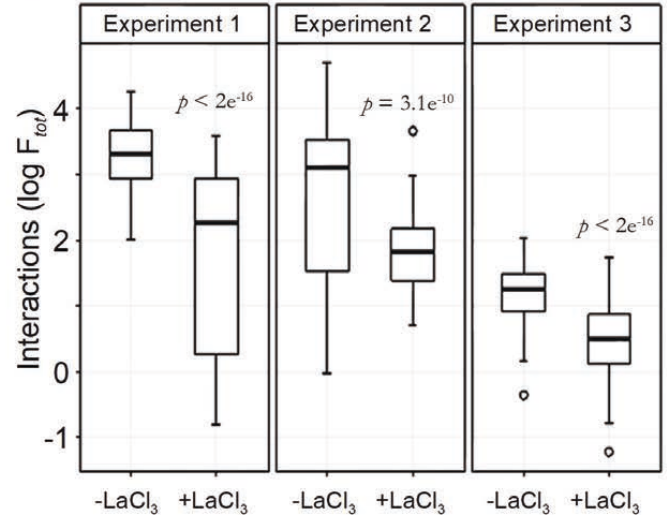 Experiment 1 Experiment 2 Experiment 3
p < 2e-16
p = 3.1e-10
p < 2e-16
Interactions (log Ftot)
4
2
0
-1
-LaCl3 +LaCl3 -LaCl3 +LaCl3 -LaCl3 +LaCl3